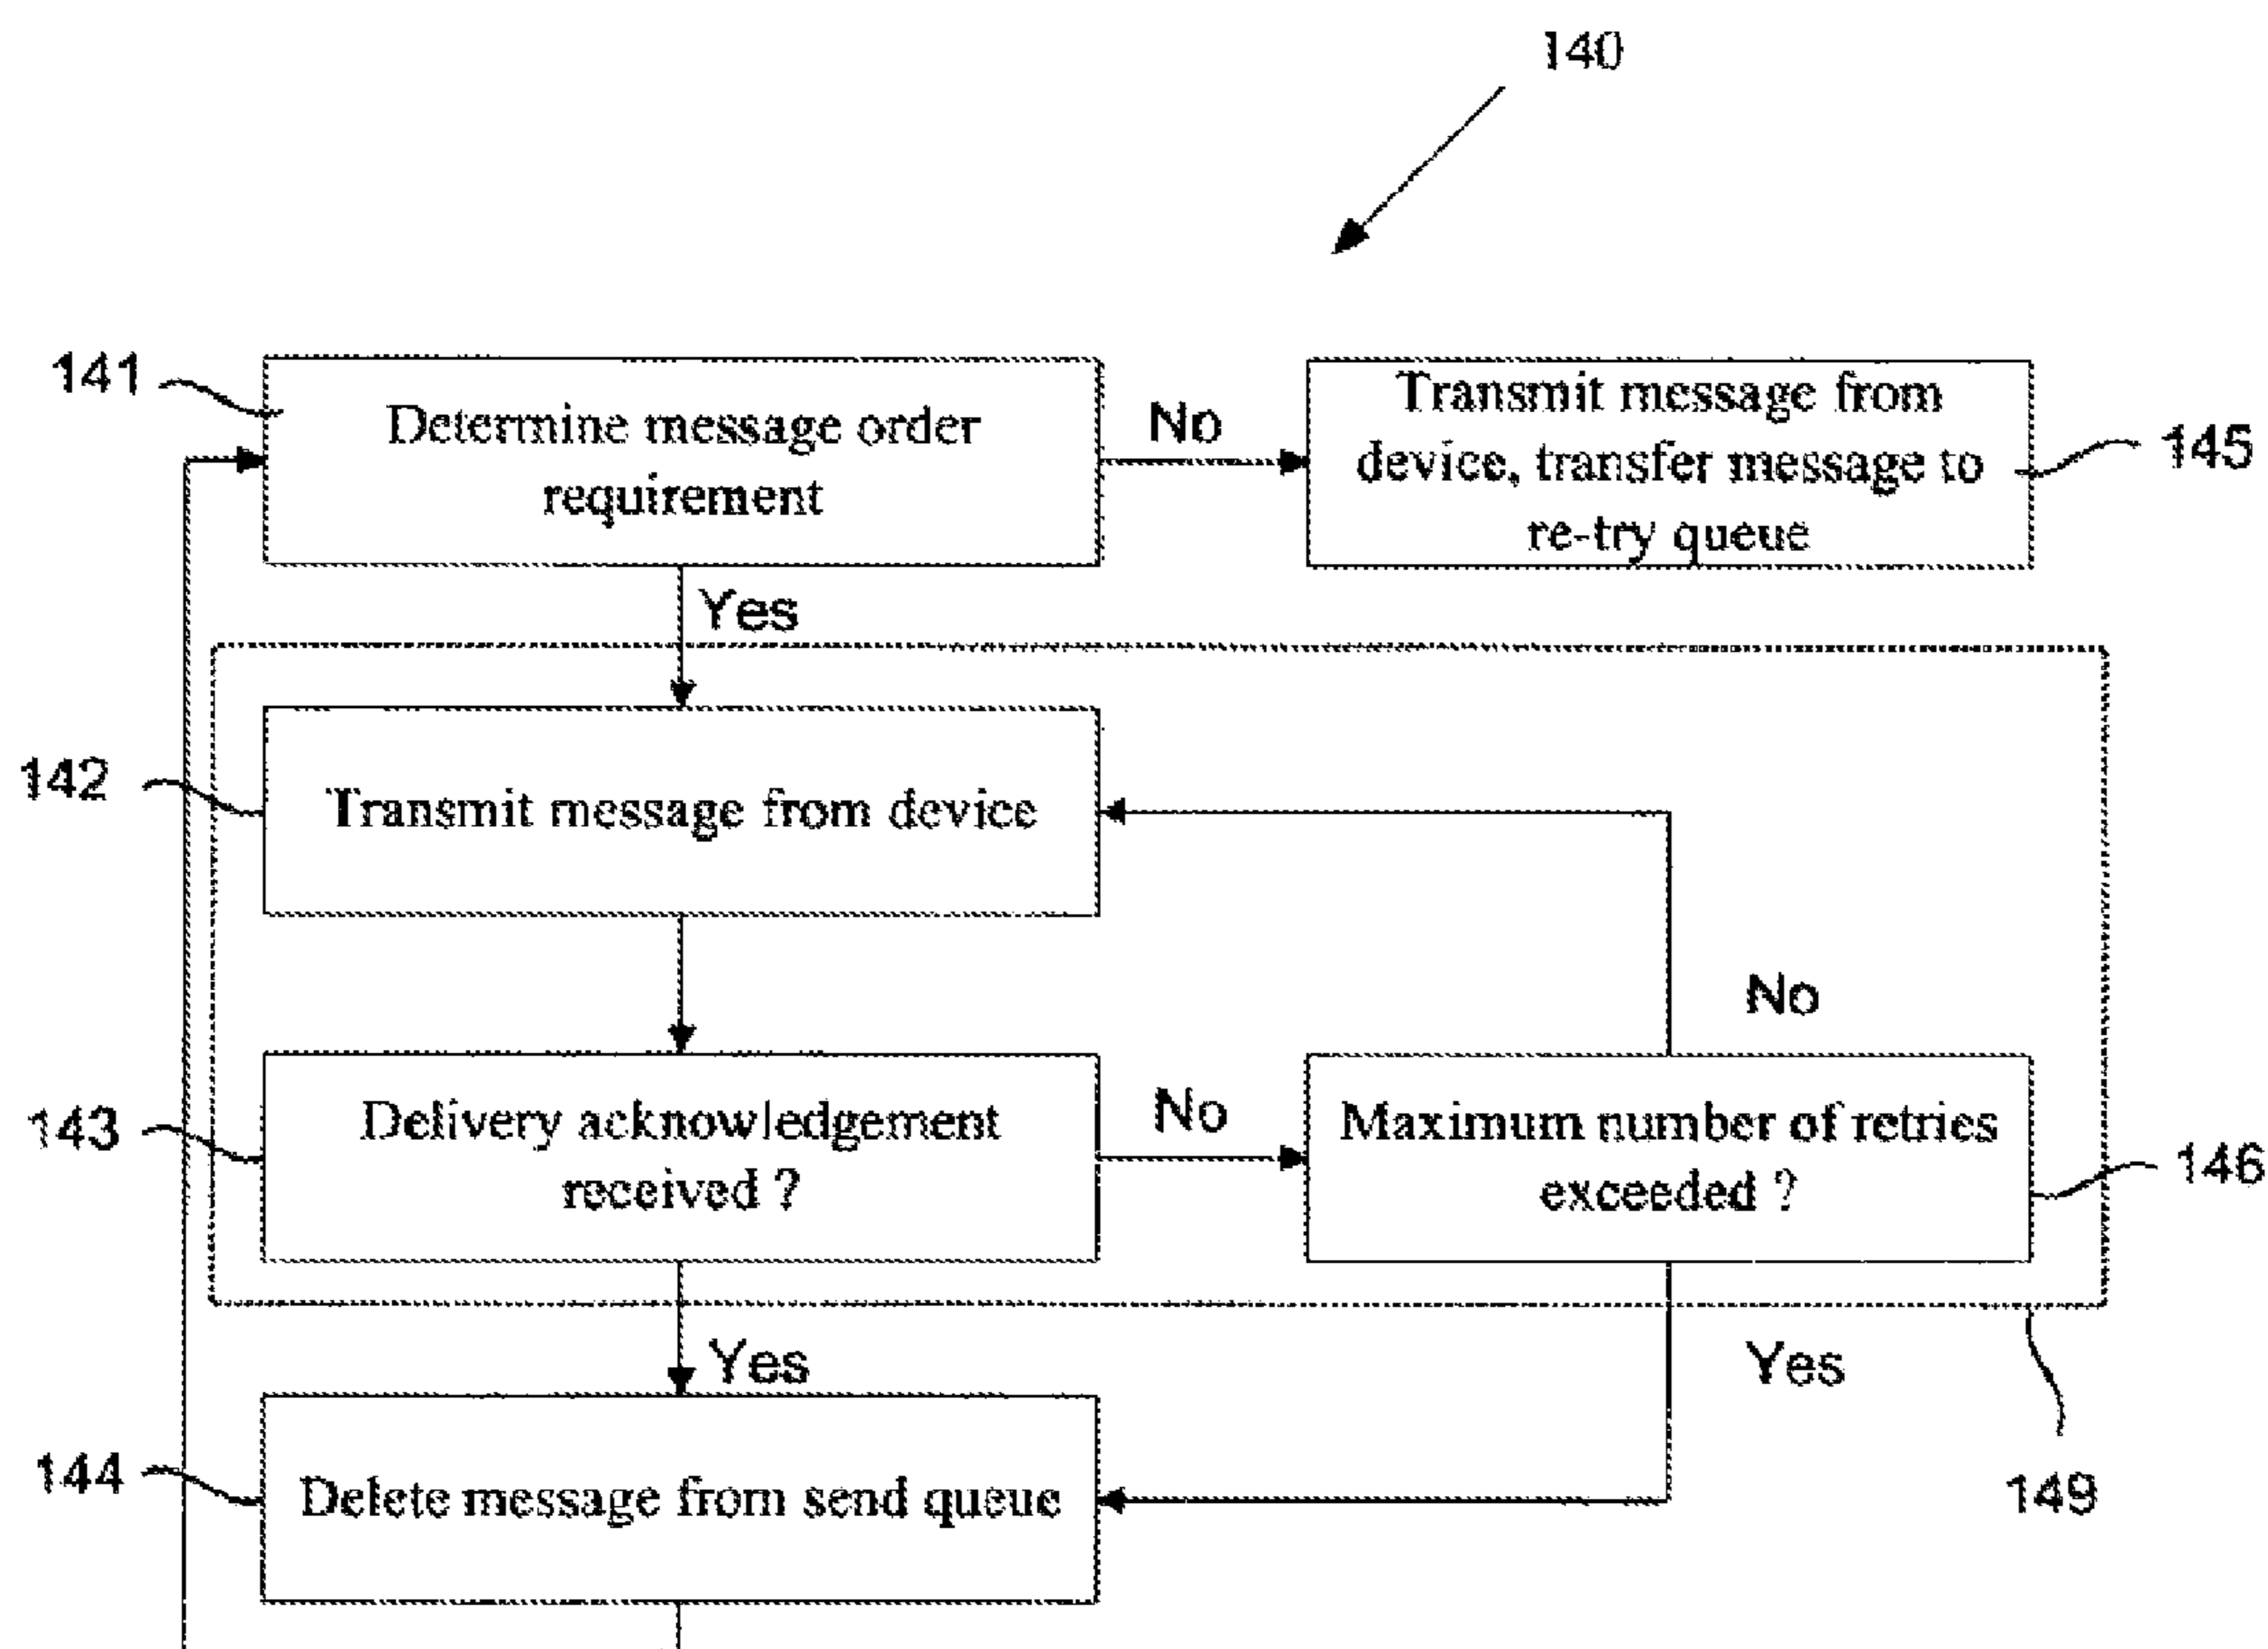 140
141
Determine message order
requirement
No
Transmit message from
device, transfer message to
re-try queue
145
Yes
142
Transmit message from device
No
143
Delivery acknowledgement
received ?
No
Maximum number of retries
exceeded ?
146
Yes
Yes
144
Delete message from send queue
149